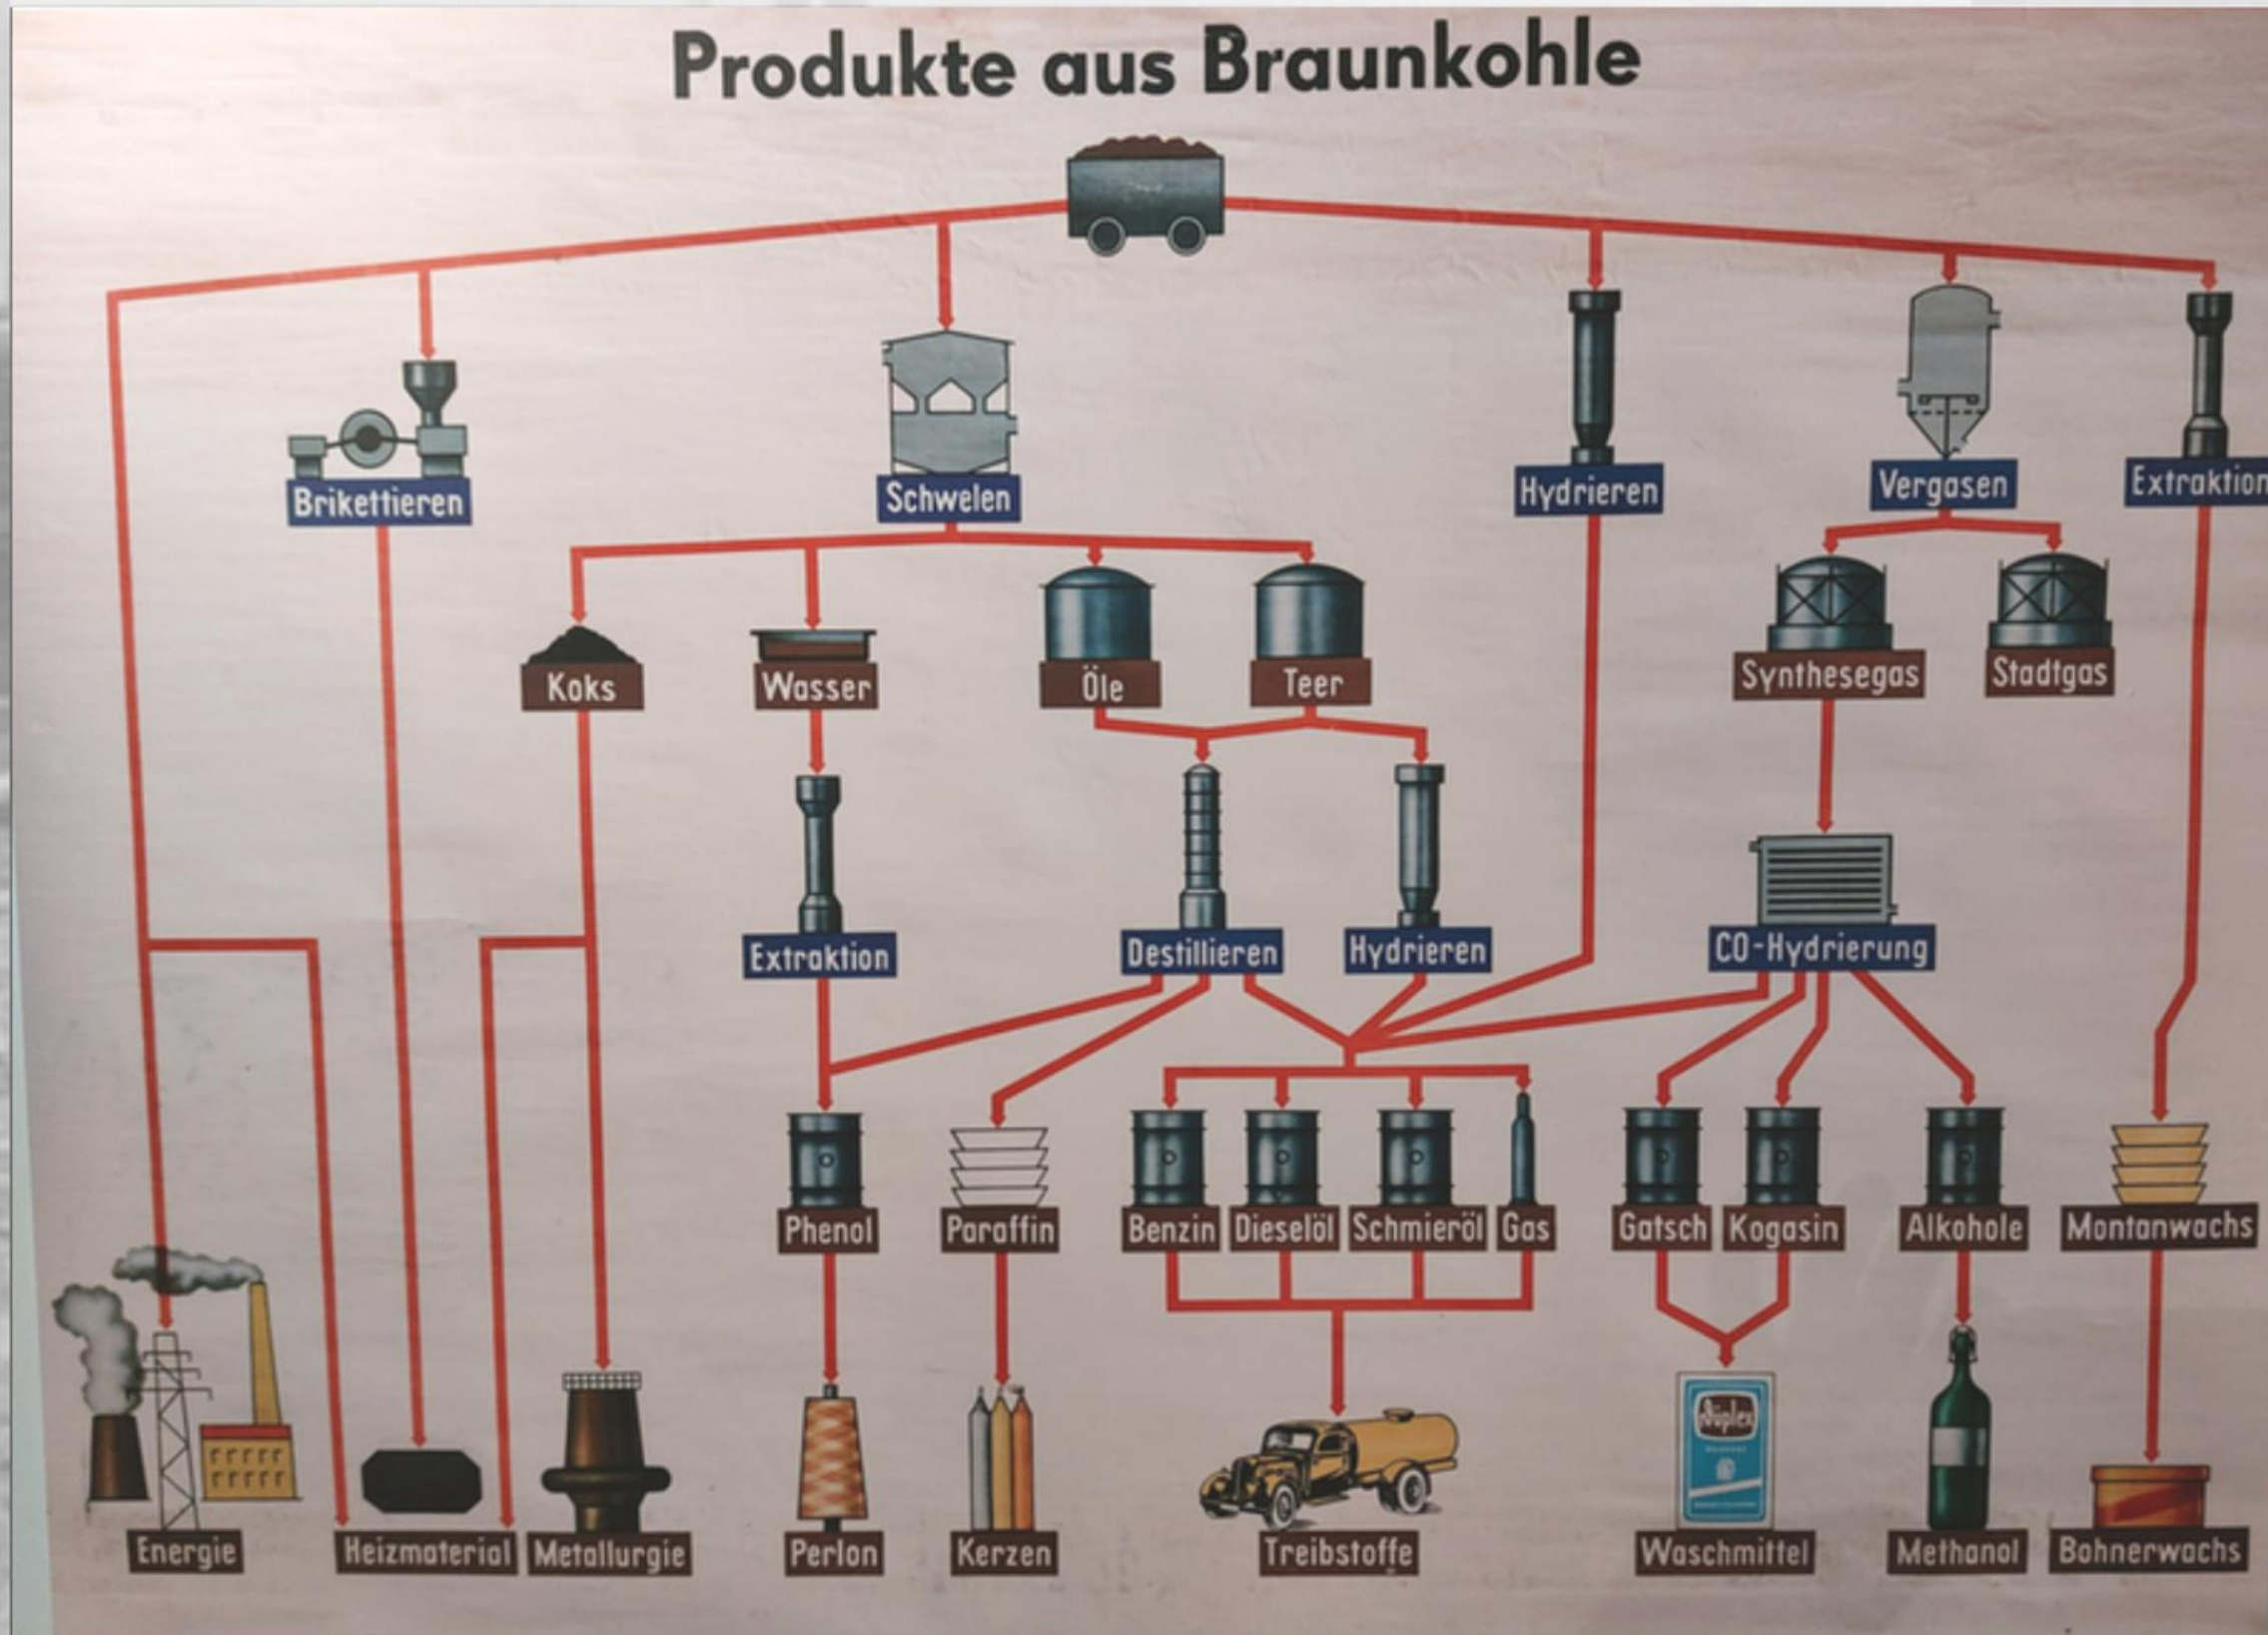 Produkte aus Braunkohle
Brikettieren
Schwelen
Hydrieren
Vergasen
Extraktion
Koks
Wasser
Öle
Teer
Synthesegas
Stadtgas
Extraktion
Destillieren
Hydrieren
CO-Hydrierung
Phenol
Paraffin
Benzin
Dieselöl
Schmieröl
Gas
Gatsch
Kogasin
Alkohole
Montanwachs
Düplex
Energie
Heizmaterial
Metallurgie
Perlon
Kerzen
Treibstoffe
Waschmittel
Methanol
Bohnerwachs